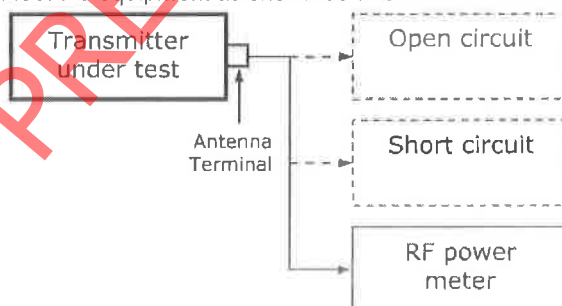 Transmitter
under test
Open circuit
Antenna
Terminal
Short circuit
RF power
meter